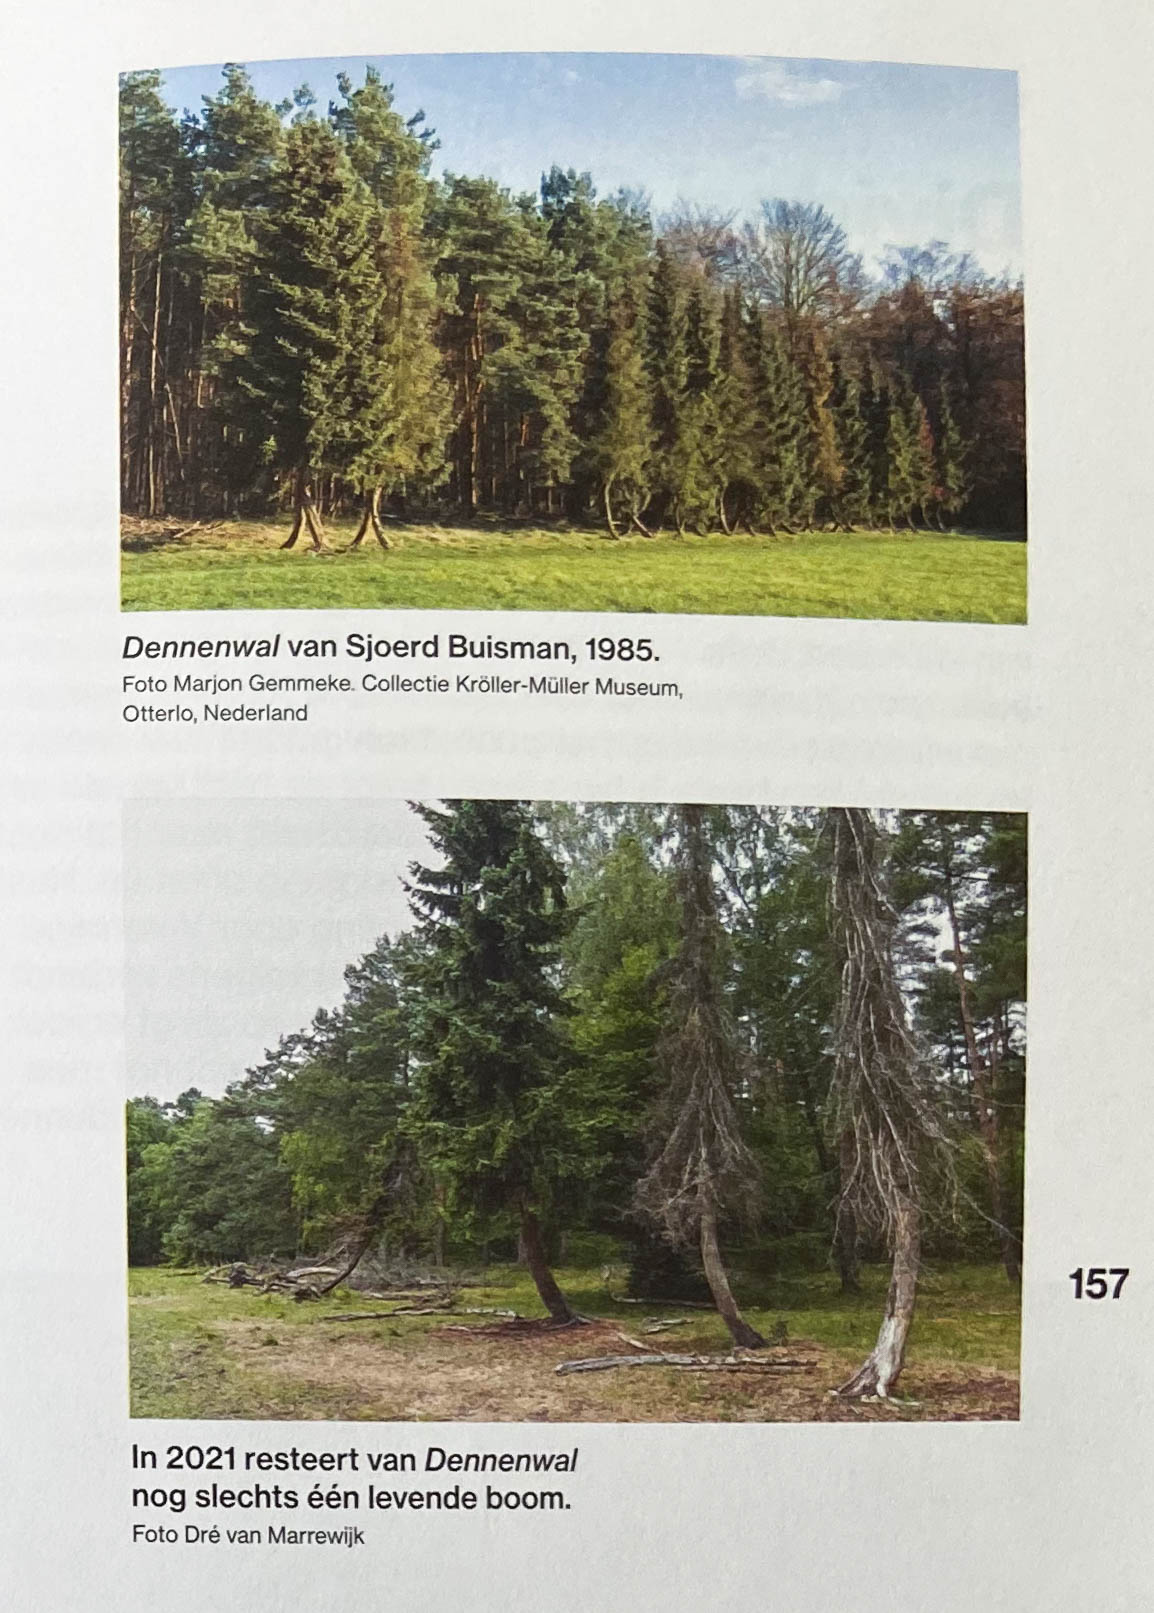 Dennenwal van Sjoerd Buisman, 1985.
Foto Marjon Gemmeke. Collectie Kröller-Müller Museum,
Otterlo, Nederland
157
In 2021 resteert van Dennenwal
nog slechts één levende boom.
Foto Dré van Marrewijk